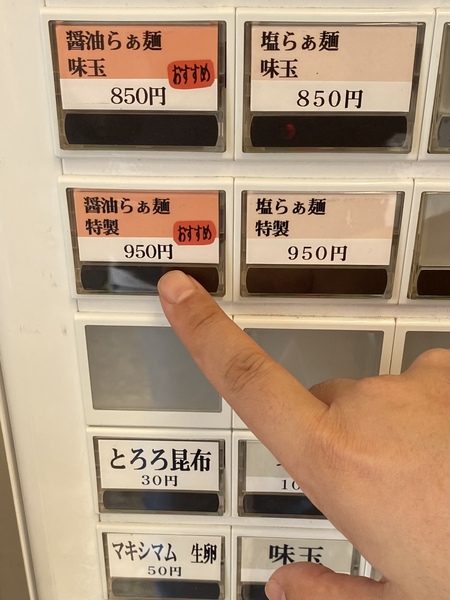 醤油らぁ麺
味玉
おすすめ
850円
塩らぁ麺
味玉
850円
醤油らぁ麺
特製
おすすめ
950円
塩らぁ麺
特製
950円
とろろ昆布
30円
マキシマム 生卵
50円
味玉